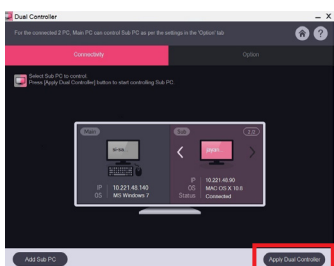 Dual Controller
For the connected 2 PC, Main PC can control Sub PC as per the settings in the 'Option' tab
Connectivity
Option
Select Sub PC to control.
Press [Apply Dual Controller] button to start controlling Sub PC
Main
Sub
2.0
IP 10.221.48.140
OS MS Windows 7
IP 10.221.48.90
OS MAC OS X 10.8
Status Connected
Add Sub PC
Apply Dual Controller